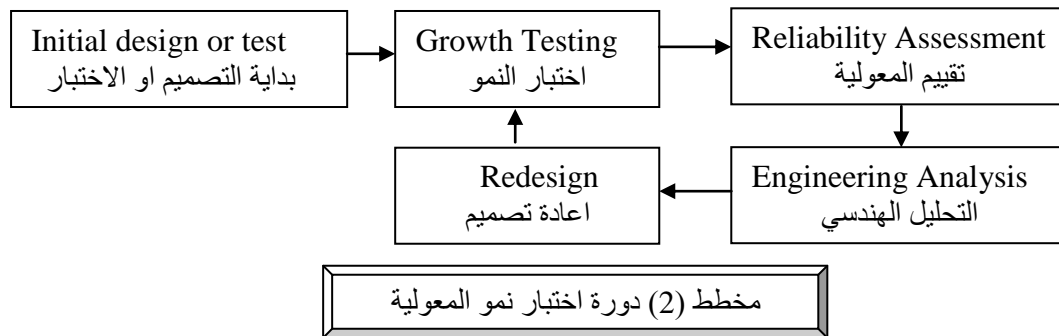 Initial design or test
بداية التصميم او الاختبار
Growth Testing
اختبار النمو
Reliability Assessment
تقييم المعولية
Engineering Analysis
التحليل الهندسي
Redesign
اعادة تصميم
مخطط (2) دورة اختبار نمو المعولية